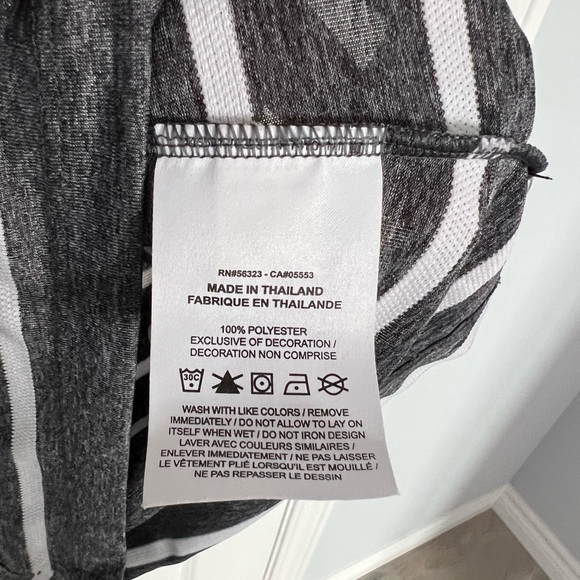 RN#56323 - CA#05553
MADE IN THAILAND
FABRIQUE EN THAILANDE
100% POLYESTER
EXCLUSIVE OF DECORATION /
DECORATION NON COMPRISE
30C
WASH WITH LIKE COLORS / REMOVE
IMMEDIATELY / DO NOT ALLOW TO LAY ON
ITSELF WHEN WET / DO NOT IRON DESIGN
LAVER AVEC COULEURS SIMILAIRES /
ENLEVER IMMEDIATEMENT / NE PAS LAISSER
LE VÊTEMENT PLIÉ LORSQU'IL EST MOUILLÉ /
NE PAS REPASSER LE DESSIN